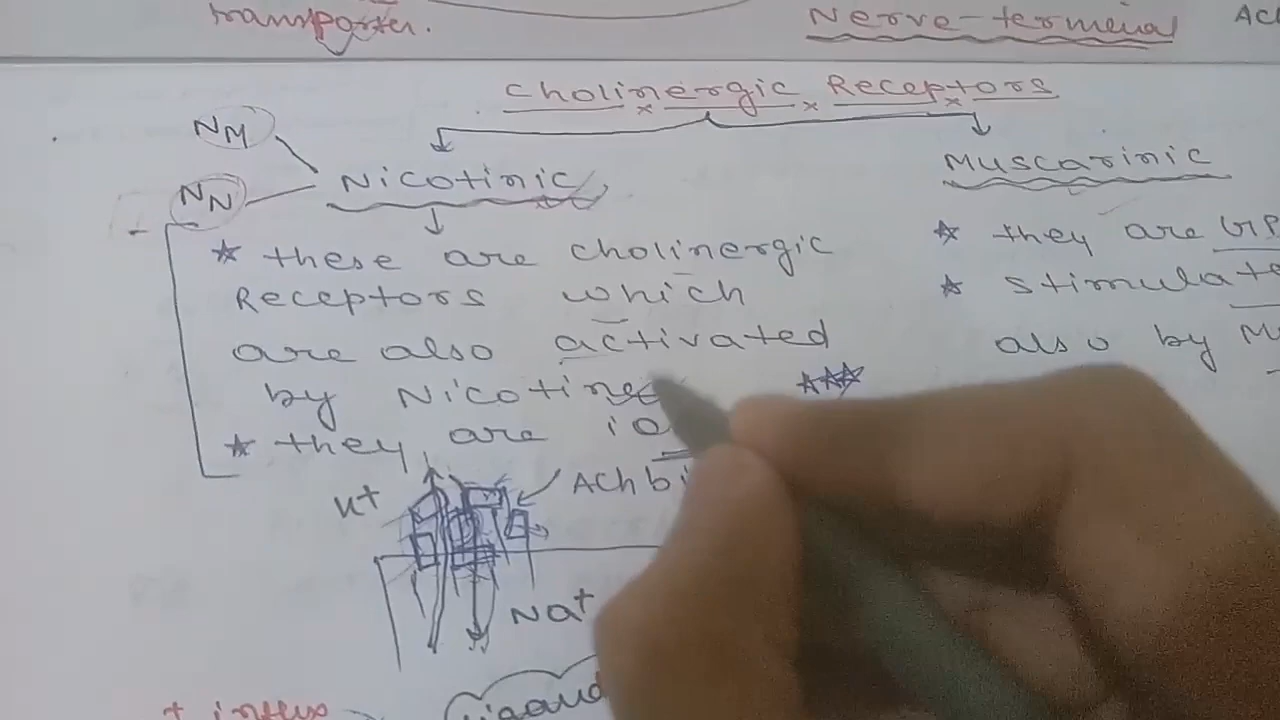 transporter.
Nerve-terminal
Cholinergic Receptors
NM
Nicotinic
Muscarinic
NN
* these are cholinergic
Receptors which
are also activated
by Nicotine
* they are
* they are
* stimulate
also by
K+
ACh
Na+
+ influx